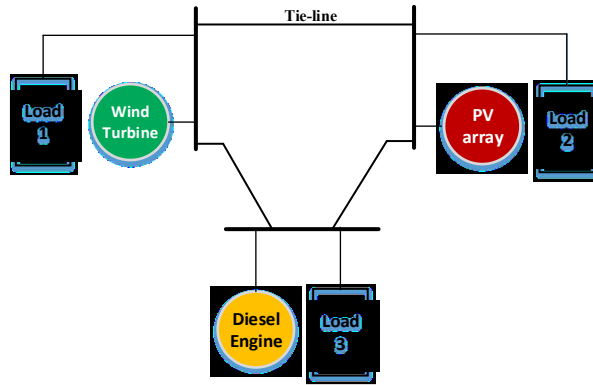 Tie-line
Load
1
Wind
Turbine
PV
array
Load
2
Diesel
Engine
Load
3